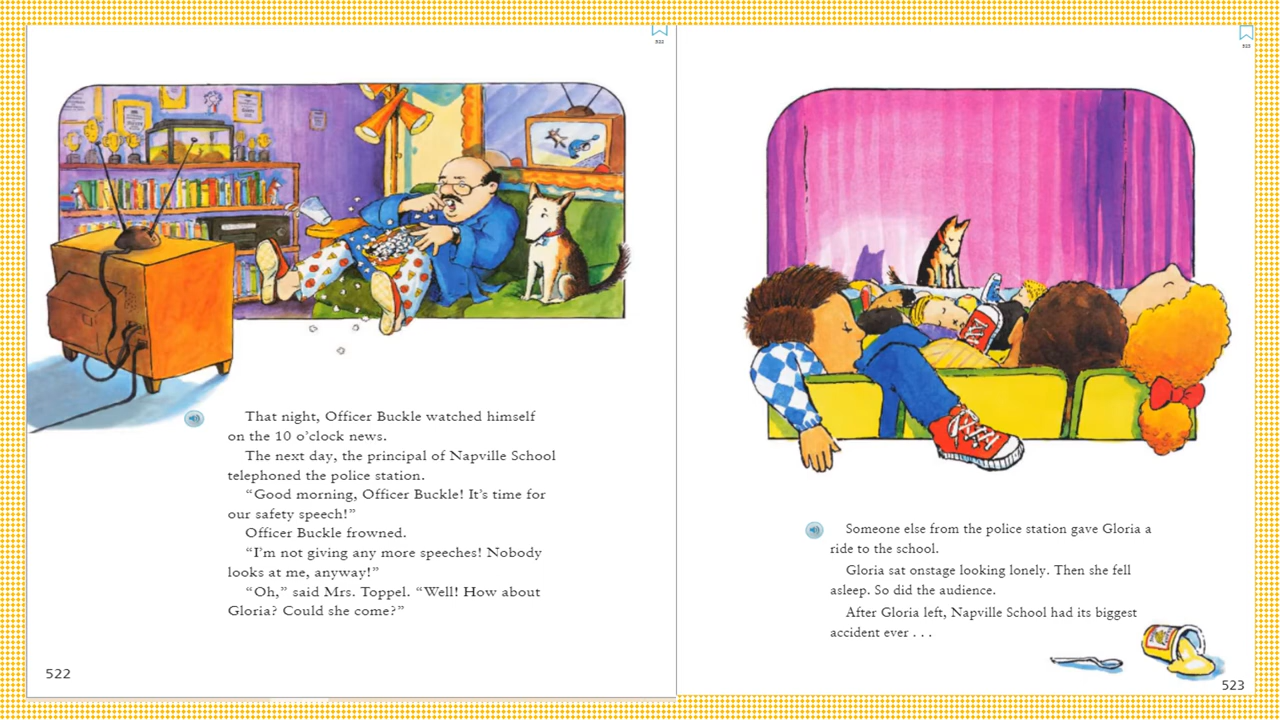 522
That night, Officer Buckle watched himself
on the 10 o’clock news.
The next day, the principal of Napville School
telephoned the police station.
“Good morning, Officer Buckle! It’s time for
our safety speech!”
Officer Buckle frowned.
“I’m not giving any more speeches! Nobody
looks at me, anyway!”
“Oh,” said Mrs. Toppel. “Well! How about
Gloria? Could she come?”
522
523
Someone else from the police station gave Gloria a
ride to the school.
Gloria sat onstage looking lonely. Then she fell
asleep. So did the audience.
After Gloria left, Napville School had its biggest
accident ever . . .
523